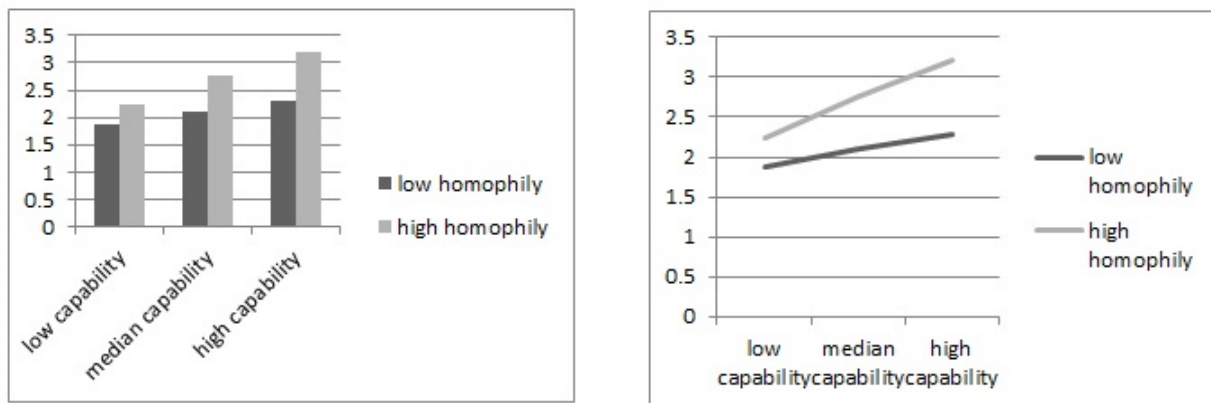 3.5
3
2.5
2
1.5
1
0.5
0
low capability
median capability
high capability
low homophily
high homophily
3.5
3
2.5
2
1.5
1
0.5
0
low
capability
median
capability
high
capability
low
homophily
high
homophily